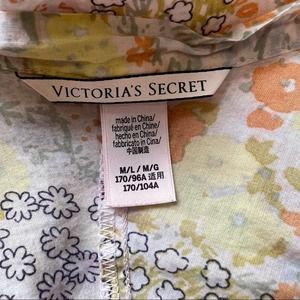 VICTORIA'S SECRET
made in China/
fabriqué en Chine/
hecho en China/
fabbricato in Cina/
中国制造
M/L / M/G
170/96A 适用
170/104A